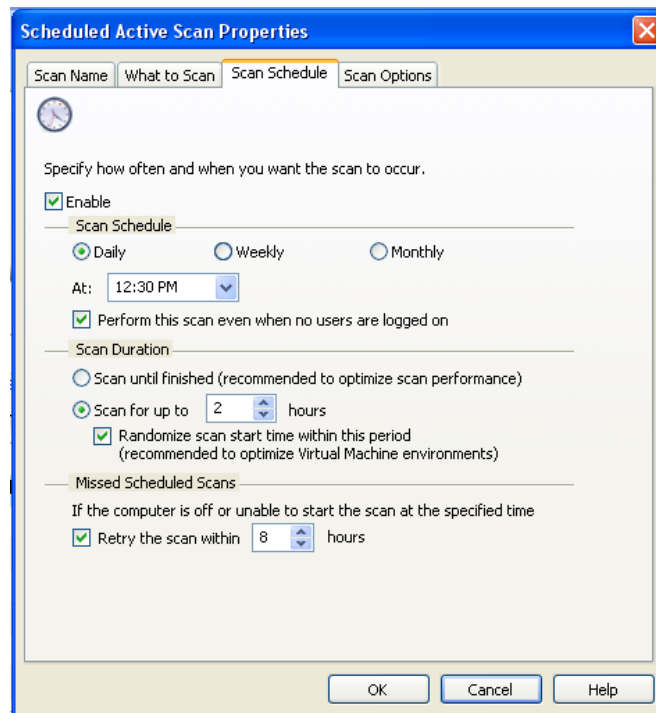 Scheduled Active Scan Properties
Scan Name What to Scan Scan Schedule Scan Options
Specify how often and when you want the scan to occur.
Enable
Scan Schedule
Daily Weekly Monthly
At: 12:30 PM
Perform this scan even when no users are logged on
Scan Duration
Scan until finished (recommended to optimize scan performance)
Scan for up to 2 hours
Randomize scan start time within this period
(recommended to optimize Virtual Machine environments)
Missed Scheduled Scans
If the computer is off or unable to start the scan at the specified time
Retry the scan within 8 hours
OK Cancel Help